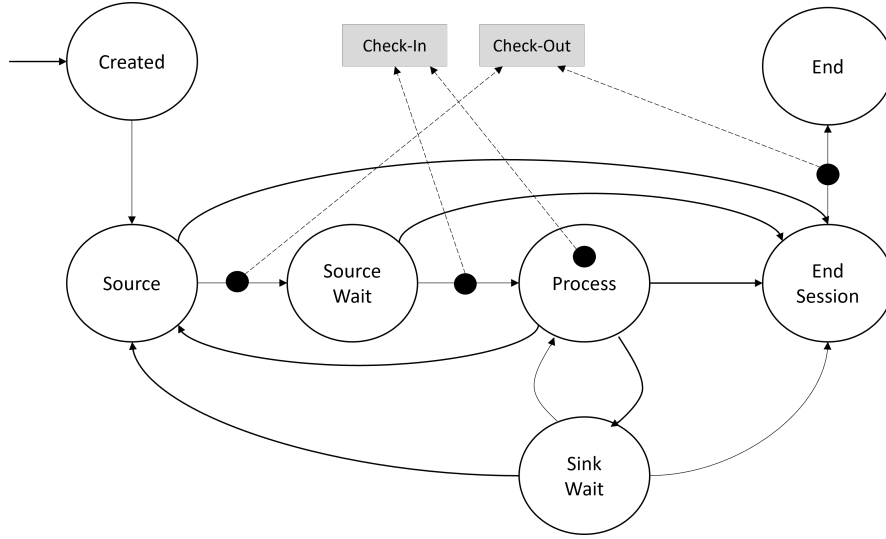 Created
Check-In
Check-Out
End
Source
Source
Wait
Process
End
Session
Sink
Wait